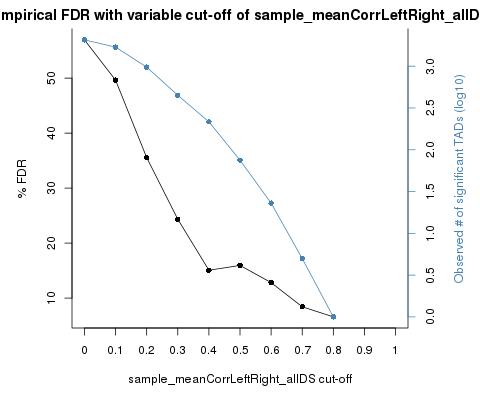 mpirical FDR with variable cut-off of sample_meanCorrLeftRight_allD
% FDR
50
40
30
20
10
3.0
2.5
2.0
1.5
1.0
0.5
0.0
Observed # of significant TADs (log10)
0 0.1 0.2 0.3 0.4 0.5 0.6 0.7 0.8 0.9 1
sample_meanCorrLeftRight_allDS cut-off